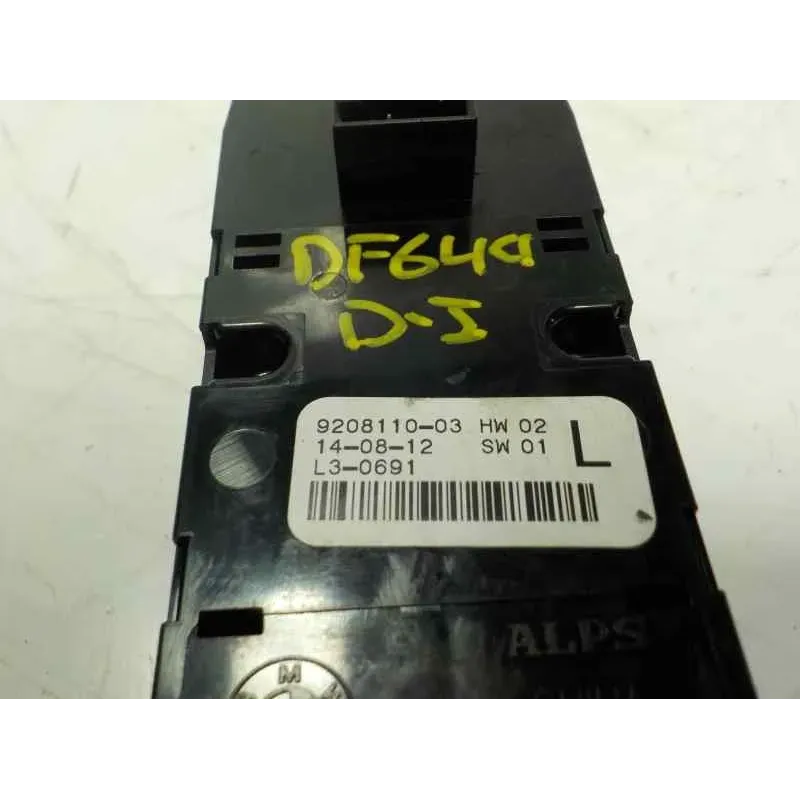 DF649
D-I
9208110-03 HW 02
14-08-12 SW 01 L
L3-0691
ALPS
M